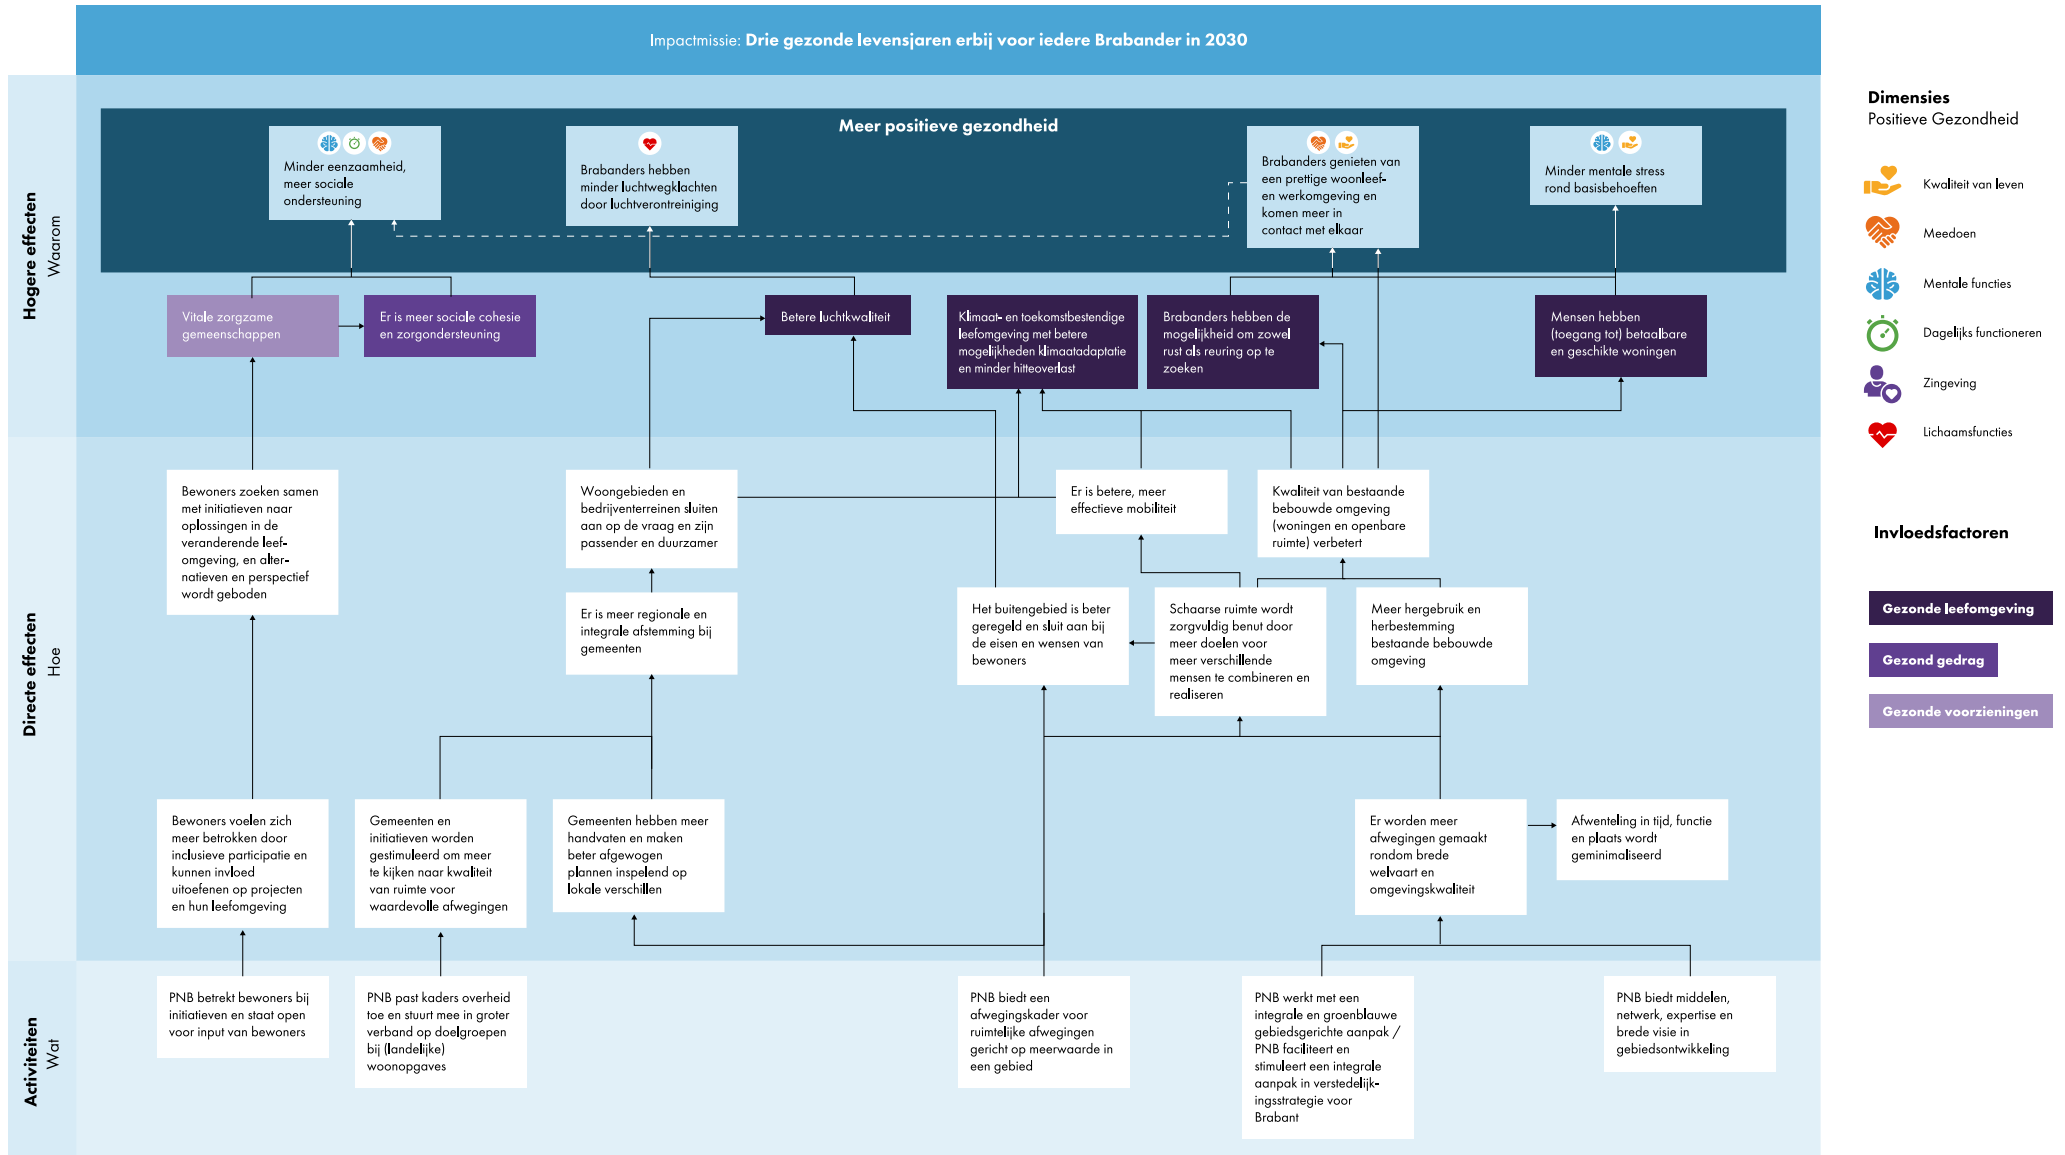 Impactmissie: Drie gezonde levensjaren erbij voor iedere Brabander in 2030
Hogere effecten
Waarom
Meer positieve gezondheid
Minder eenzaamheid,
meer sociale
ondersteuning
Brabanders hebben
minder luchtwegklachten
door luchtverontreiniging
Brabanders genieten van
een prettige woonleef-
en werkomgeving en
komen meer in
contact met elkaar
Minder mentale stress
rond basisbehoeften
Vitale zorgzame
gemeenschappen
Er is meer sociale cohesie
en zorgondersteuning
Betere luchtkwaliteit
Klimaat- en toekomstbestendige
leefomgeving met betere
mogelijkheden klimaatadaptatie
en minder hitteoverlast
Brabanders hebben de
mogelijkheid om zowel
rust als reuring op te
zoeken
Mensen hebben
(toegang tot) betaalbare
en geschikte woningen
Directe effecten
Hoe
Bewoners zoeken samen
met initiatieven naar
oplossingen in de
veranderende leef-
omgeving, en alter-
natieven en perspectief
wordt geboden
Woongebieden en
bedrijventerreinen sluiten
aan op de vraag en zijn
passender en duurzamer
Er is betere, meer
effectieve mobiliteit
Kwaliteit van bestaande
bebouwde omgeving
(woningen en openbare
ruimte) verbetert
Er is meer regionale en
integrale afstemming bij
gemeenten
Het buitengebied is beter
geregeld en sluit aan bij
de eisen en wensen van
bewoners
Schaarse ruimte wordt
zorgvuldig benut door
meer doelen voor
meer verschillende
mensen te combineren en
realiseren
Meer hergebruik en
herbestemming
bestaande bebouwde
omgeving
Bewoners voelen zich
meer betrokken door
inclusieve participatie en
kunnen invloed
uitoefenen op projecten
en hun leefomgeving
Gemeenten en
initiatieven worden
gestimuleerd om meer
te kijken naar kwaliteit
van ruimte voor
waardevolle afwegingen
Gemeenten hebben meer
handvaten en maken
beter afgewogen
plannen inspelend op
lokale verschillen
Er worden meer
afwegingen gemaakt
rondom brede
welvaart en
omgevingskwaliteit
Afwenteling in tijd, functie
en plaats wordt
geminimaliseerd
Activiteiten
Wat
PNB betrekt bewoners bij
initiatieven en staat open
voor input van bewoners
PNB past kaders overheid
toe en stuurt mee in groter
verband op doelgroepen
bij (landelijke)
woonopgaves
PNB biedt een
afwegingskader voor
ruimtelijke afwegingen
gericht op meerwaarde in
een gebied
PNB werkt met een
integrale en groenblauwe
gebiedsgerichte aanpak /
PNB faciliteert en
stimuleert een integrale
aanpak in verstedelijk-
ingsstrategie voor
Brabant
PNB biedt middelen,
netwerk, expertise en
brede visie in
gebiedsontwikkeling
Dimensies
Positieve Gezondheid
Kwaliteit van leven
Meedoen
Mentale functies
Dagelijks functioneren
Zingeving
Lichaamsfuncties
Invloedsfactoren
Gezonde leefomgeving
Gezond gedrag
Gezonde voorzieningen